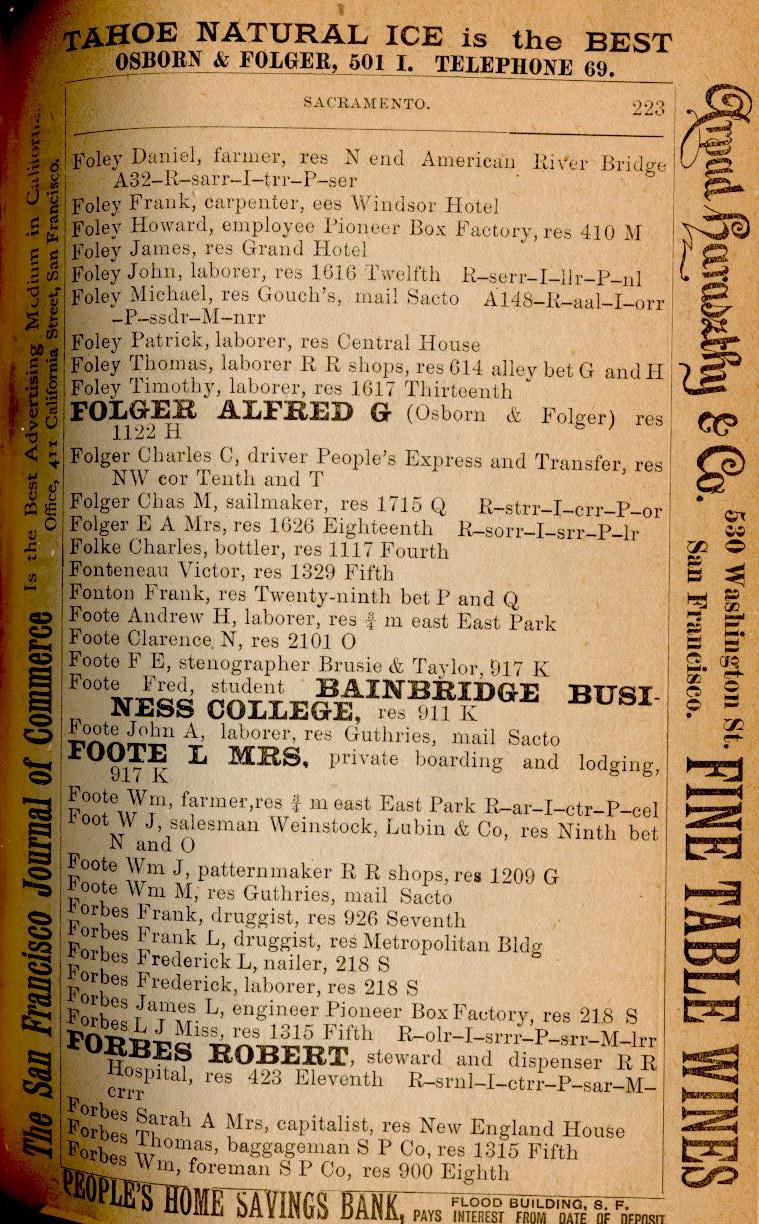 TAHOE NATURAL ICE is the BEST
OSBORN & FOLGER, 501 I. TELEPHONE 69.
SACRAMENTO. 223
Foley Daniel, farmer, res N end American River Bridge
A32–R–sarr–I–trr–P–ser
Foley Frank, carpenter, ees Windsor Hotel
Foley Howard, employee Pioneer Box Factory, res 410 M
Foley James, res Grand Hotel
Foley John, laborer, res 1616 Twelfth R–serr–I–llr–P–nl
Foley Michael, res Gouch's, mail Sacto A148–R–aal–I–orr
–P–ssdr–M–nrr
Foley Patrick, laborer, res Central House
Foley Thomas, laborer R R shops, res 614 alley bet G and H
Foley Timothy, laborer, res 1617 Thirteenth
FOLGER ALFRED G (Osborn & Folger) res
1122 H
Folger Charles C, driver People's Express and Transfer, res
NW cor Tenth and T
Folger Chas M, sailmaker, res 1715 Q R–strr–I–crr–P–or
Folger E A Mrs, res 1626 Eighteenth R–sorr–I–srr–P–lr
Folke Charles, bottler, res 1117 Fourth
Fonteneau Victor, res 1329 Fifth
Fonton Frank, res Twenty-ninth bet P and Q
Foote Andrew H, laborer, res ¾ m east East Park
Foote Clarence N, res 2101 O
Foote F E, stenographer Brusie & Taylor, 917 K
Foote Fred, student BAINBRIDGE BUSI-
NESS COLLEGE, res 911 K
Foote John A, laborer, res Guthries, mail Sacto
FOOTE L MRS, private boarding and lodging,
917 K
Foote Wm, farmer,res ¾ m east East Park R–ar–I–ctr–P–cel
Foot W J, salesman Weinstock, Lubin & Co, res Ninth bet
N and O
Foote Wm J, patternmaker R R shops, res 1209 G
Foote Wm M, res Guthries, mail Sacto
Forbes Frank, druggist, res 926 Seventh
Forbes Frank L, druggist, res Metropolitan Bldg
Forbes Frederick L, nailer, 218 S
Forbes Frederick, laborer, res 218 S
Forbes James L, engineer Pioneer Box Factory, res 218 S
Forbes L J Miss, res 1315 Fifth R–olr–I–srrr–P–srr–M–lrr
FORBES ROBERT, steward and dispenser R R
Hospital, res 423 Eleventh R–srnl–I–ctrr–P–sar–M–
crrr
Forbes Sarah A Mrs, capitalist, res New England House
Forbes Thomas, baggageman S P Co, res 1315 Fifth
Forbes Wm, foreman S P Co, res 900 Eighth
PEOPLE'S HOME SAVINGS BANK, FLOOD BUILDING, S. F.
PAYS INTEREST FROM DATE OF DEPOSIT
The San Francisco Journal of Commerce Is the Best Advertising Medium in California.
Office, 411 California Street, San Francisco.
Arpad Haraszthy & Co. 530 Washington St.
San Francisco.
FINE TABLE WINES